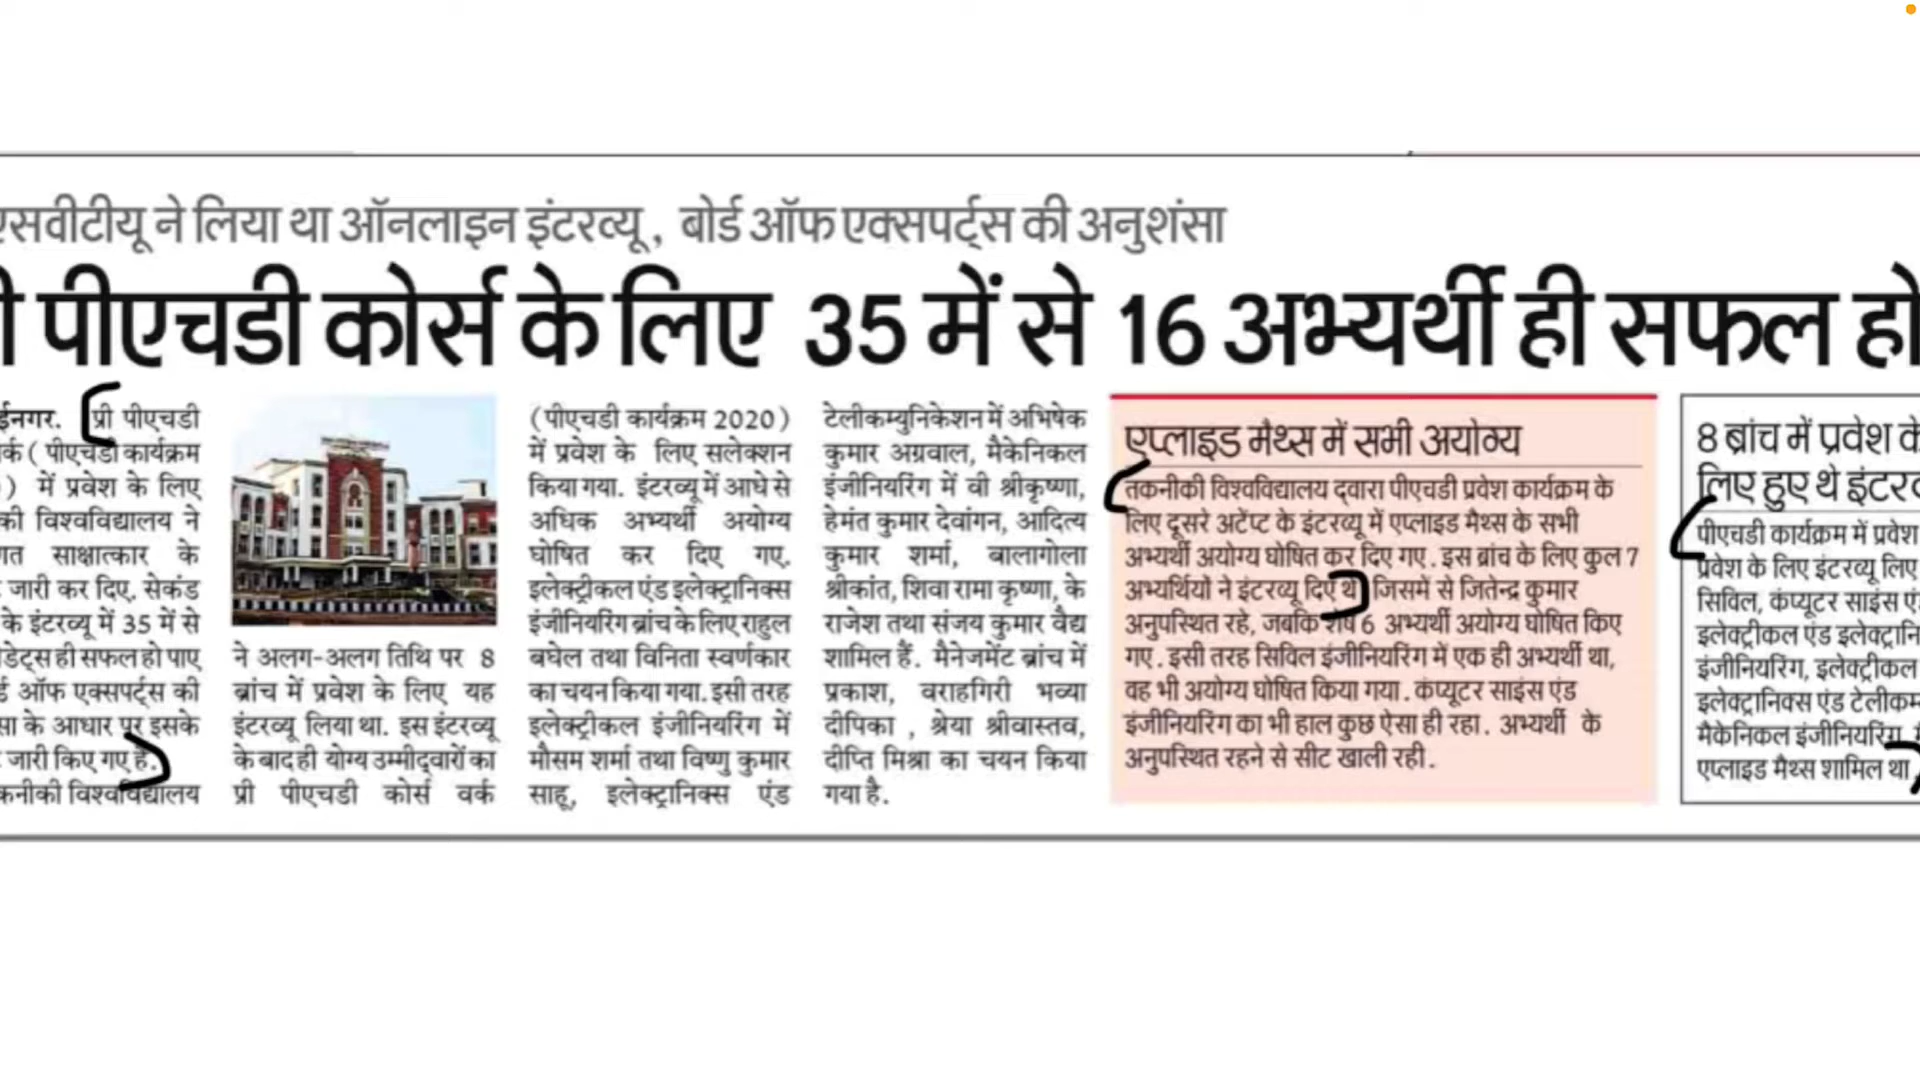 एसवीटीयू ने लिया था ऑनलाइन इंटरव्यू, बोर्ड ऑफ एक्सपर्ट्स की अनुशंसा
पीएचडी कोर्स के लिए 35 में से 16 अभ्यर्थी ही सफल हो
ईनगर. प्री पीएचडी
र्क ( पीएचडी कार्यक्रम
) में प्रवेश के लिए
की विश्वविद्यालय ने
गत साक्षात्कार के
जारी कर दिए. सेकंड
के इंटरव्यू में 35 में से
डेट्स ही सफल हो पाए
र्ड ऑफ एक्सपर्ट्स की
सा के आधार पर इसके
जारी किए गए है.
कनीकी विश्वविद्यालय
ने अलग-अलग तिथि पर 8
ब्रांच में प्रवेश के लिए यह
इंटरव्यू लिया था. इस इंटरव्यू
के बाद ही योग्य उम्मीदवारों का
प्री पीएचडी कोर्स वर्क
(पीएचडी कार्यक्रम 2020)
में प्रवेश के लिए सलेक्शन
किया गया. इंटरव्यू में आधे से
अधिक अभ्यर्थी अयोग्य
घोषित कर दिए गए.
इलेक्ट्रीकल एंड इलेक्ट्रानिक्स
इंजीनियरिंग ब्रांच के लिए राहुल
बघेल तथा विनिता स्वर्णकार
का चयन किया गया. इसी तरह
इलेक्ट्रीकल इंजीनियरिंग में
मौसम शर्मा तथा विष्णु कुमार
साहू, इलेक्ट्रानिक्स एंड
टेलीकम्युनिकेशन में अभिषेक
कुमार अग्रवाल, मैकेनिकल
इंजीनियरिंग में वी श्रीकृष्णा,
हेमंत कुमार देवांगन, आदित्य
कुमार शर्मा, बालागोला
श्रीकांत, शिवा रामा कृष्णा, के
राजेश तथा संजय कुमार वैद्य
शामिल हैं. मैनेजमेंट ब्रांच में
प्रकाश, वराहगिरी भव्या
दीपिका , श्रेया श्रीवास्तव,
दीप्ति मिश्रा का चयन किया
गया है.
एप्लाइड मैथ्स में सभी अयोग्य
तकनीकी विश्वविद्यालय द्वारा पीएचडी प्रवेश कार्यक्रम के
लिए दूसरे अटेंप्ट के इंटरव्यू में एप्लाइड मैथ्स के सभी
अभ्यर्थी अयोग्य घोषित कर दिए गए. इस ब्रांच के लिए कुल 7
अभ्यर्थियों ने इंटरव्यू दिए थे जिसमें से जितेन्द्र कुमार
अनुपस्थित रहे, जबकि शेष 6 अभ्यर्थी अयोग्य घोषित किए
गए. इसी तरह सिविल इंजीनियरिंग में एक ही अभ्यर्थी था,
वह भी अयोग्य घोषित किया गया. कंप्यूटर साइंस एंड
इंजीनियरिंग का भी हाल कुछ ऐसा ही रहा. अभ्यर्थी के
अनुपस्थित रहने से सीट खाली रही.
8 ब्रांच में प्रवेश के
लिए हुए थे इंटरव्
पीएचडी कार्यक्रम में प्रवेश
प्रवेश के लिए इंटरव्यू लिए
सिविल, कंप्यूटर साइंस एं
इलेक्ट्रीकल एंड इलेक्ट्रानि
इंजीनियरिंग, इलेक्ट्रीकल
इलेक्ट्रानिक्स एंड टेलीकम
मैकेनिकल इंजीनियरिंग,
एप्लाइड मैथ्स शामिल था